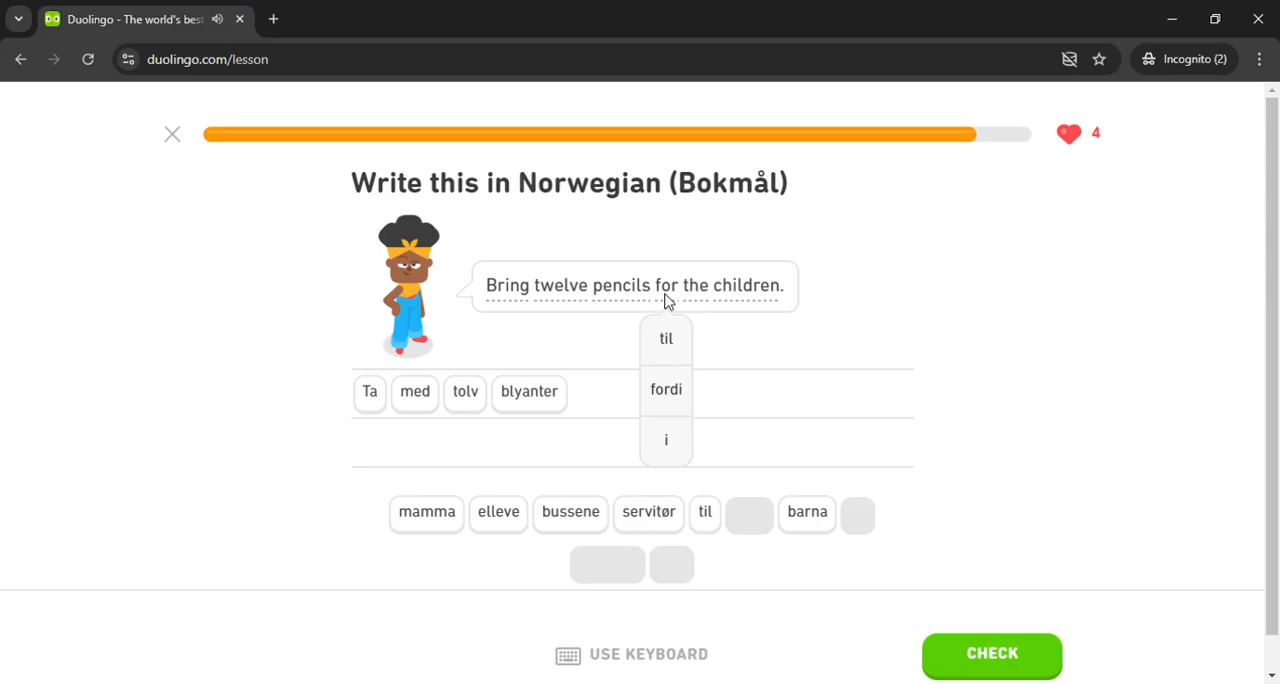 Duolingo - The world's bes
duolingo.com/lesson
Incognito (2)
4
Write this in Norwegian (Bokmål)
Bring twelve pencils for the children.
til
fordi
i
Ta med tolv blyanter
mamma elleve bussene servitør til barna
USE KEYBOARD
CHECK